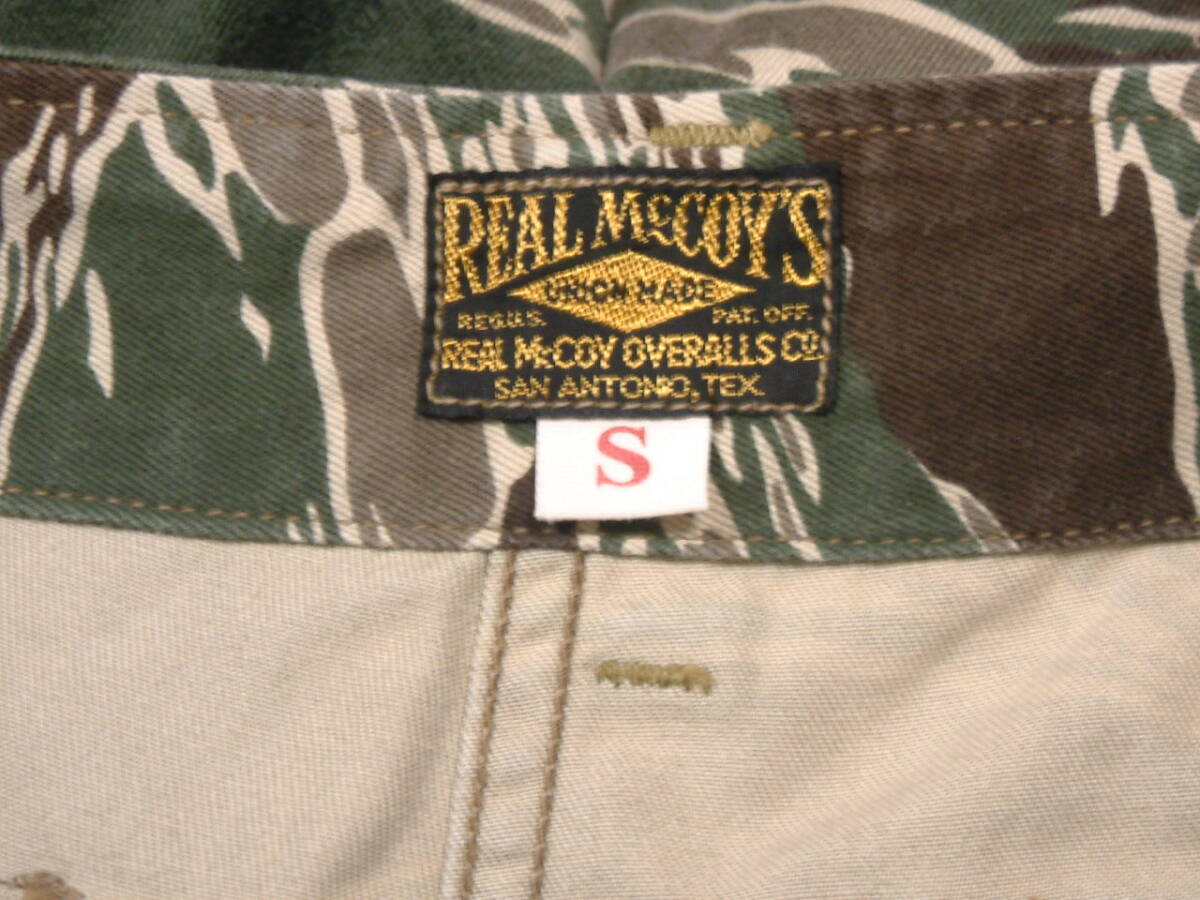 REAL McCOY'S
UNION MADE
REG.U.S. PAT. OFF.
REAL McCOY OVERALLS CO.
SAN ANTONIO, TEX.
S